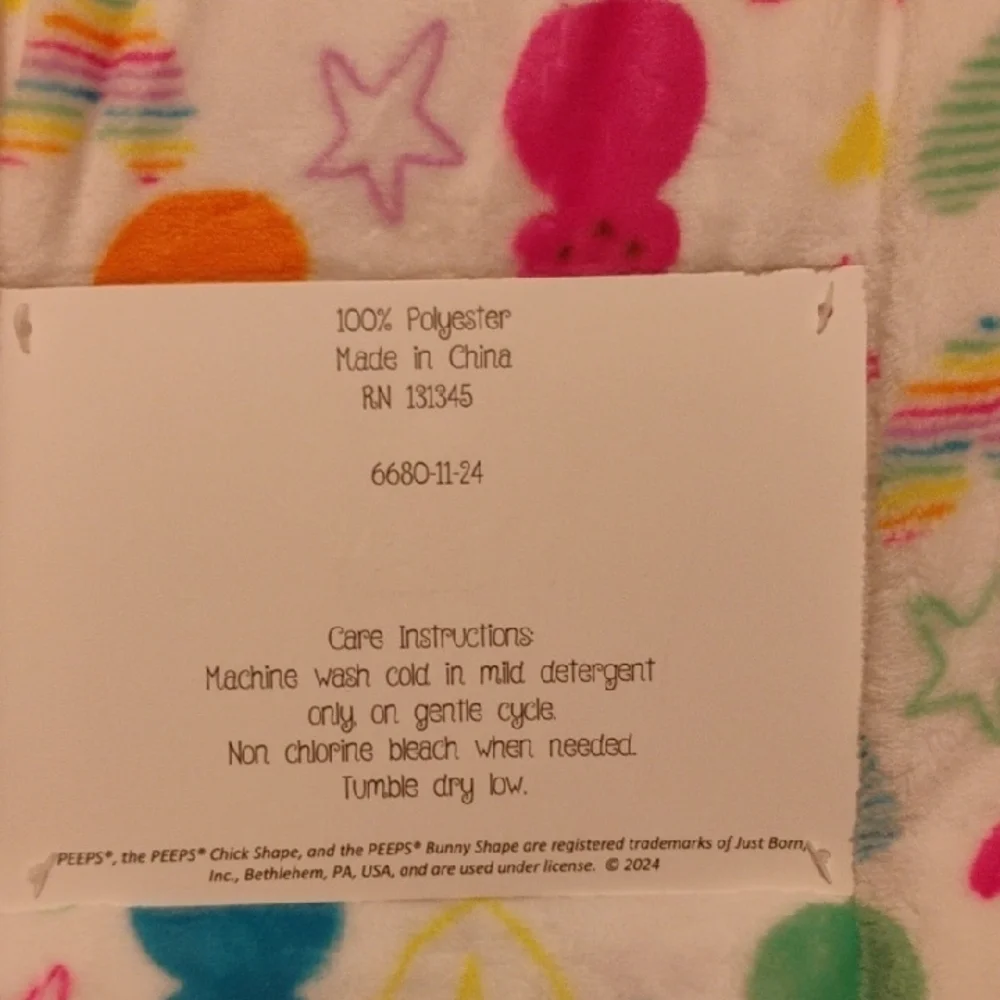 100% Polyester
Made in China
RN 131345
6680-11-24
Care Instructions:
Machine wash cold in mild detergent
only, on gentle cycle.
Non chlorine bleach when needed.
Tumble dry low.
PEEPS®, the PEEPS® Chick Shape, and the PEEPS® Bunny Shape are registered trademarks of Just Born,
Inc., Bethlehem, PA, USA, and are used under license. © 2024